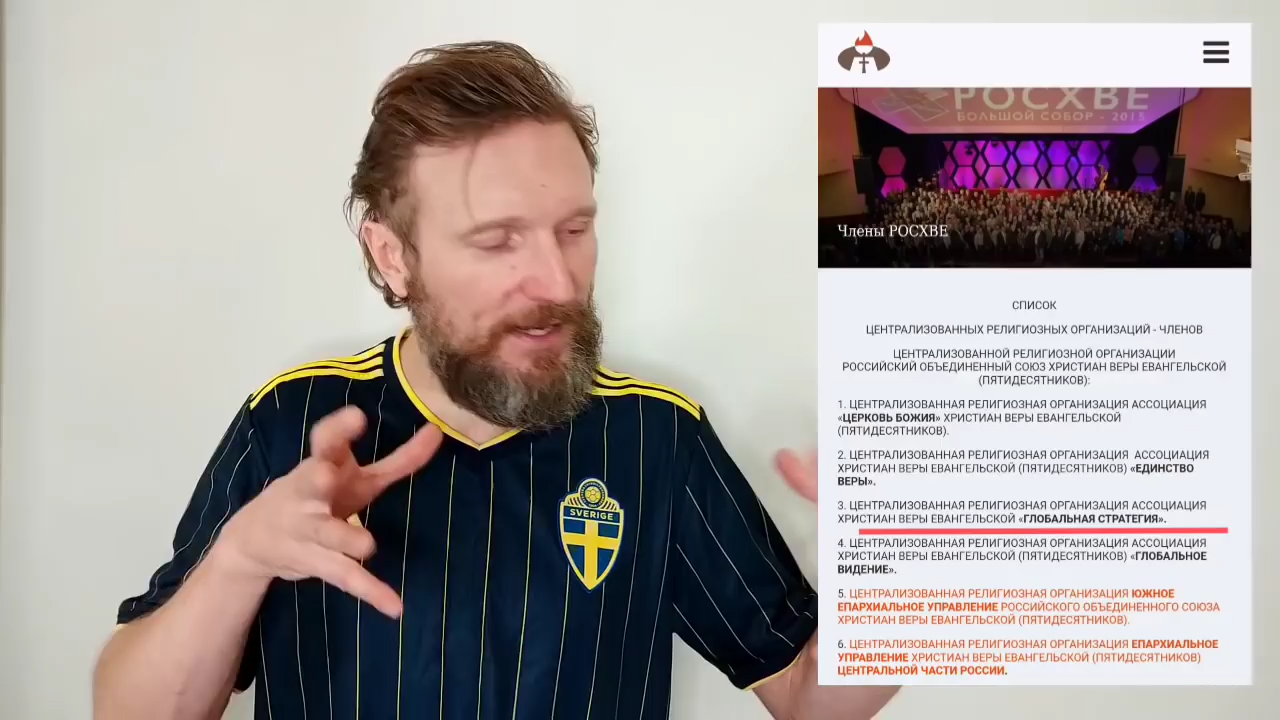 SVERIGE
РОСХВЕ
БОЛЬШОЙ СОБОР - 2015
Члены РОСХВЕ
СПИСОК
ЦЕНТРАЛИЗОВАННЫХ РЕЛИГИОЗНЫХ ОРГАНИЗАЦИЙ - ЧЛЕНОВ
ЦЕНТРАЛИЗОВАННОЙ РЕЛИГИОЗНОЙ ОРГАНИЗАЦИИ
РОССИЙСКИЙ ОБЪЕДИНЕННЫЙ СОЮЗ ХРИСТИАН ВЕРЫ ЕВАНГЕЛЬСКОЙ
(ПЯТИДЕСЯТНИКОВ):
1. ЦЕНТРАЛИЗОВАННАЯ РЕЛИГИОЗНАЯ ОРГАНИЗАЦИЯ АССОЦИАЦИЯ
«ЦЕРКОВЬ БОЖИЯ» ХРИСТИАН ВЕРЫ ЕВАНГЕЛЬСКОЙ
(ПЯТИДЕСЯТНИКОВ).
2. ЦЕНТРАЛИЗОВАННАЯ РЕЛИГИОЗНАЯ ОРГАНИЗАЦИЯ АССОЦИАЦИЯ
ХРИСТИАН ВЕРЫ ЕВАНГЕЛЬСКОЙ (ПЯТИДЕСЯТНИКОВ) «ЕДИНСТВО
ВЕРЫ».
3. ЦЕНТРАЛИЗОВАННАЯ РЕЛИГИОЗНАЯ ОРГАНИЗАЦИЯ АССОЦИАЦИЯ
ХРИСТИАН ВЕРЫ ЕВАНГЕЛЬСКОЙ «ГЛОБАЛЬНАЯ СТРАТЕГИЯ».
4. ЦЕНТРАЛИЗОВАННАЯ РЕЛИГИОЗНАЯ ОРГАНИЗАЦИЯ АССОЦИАЦИЯ
ХРИСТИАН ВЕРЫ ЕВАНГЕЛЬСКОЙ (ПЯТИДЕСЯТНИКОВ) «ГЛОБАЛЬНОЕ
ВИДЕНИЕ».
5. ЦЕНТРАЛИЗОВАННАЯ РЕЛИГИОЗНАЯ ОРГАНИЗАЦИЯ ЮЖНОЕ
ЕПАРХИАЛЬНОЕ УПРАВЛЕНИЕ РОССИЙСКОГО ОБЪЕДИНЕННОГО СОЮЗА
ХРИСТИАН ВЕРЫ ЕВАНГЕЛЬСКОЙ (ПЯТИДЕСЯТНИКОВ).
6. ЦЕНТРАЛИЗОВАННАЯ РЕЛИГИОЗНАЯ ОРГАНИЗАЦИЯ ЕПАРХИАЛЬНОЕ
УПРАВЛЕНИЕ ХРИСТИАН ВЕРЫ ЕВАНГЕЛЬСКОЙ (ПЯТИДЕСЯТНИКОВ)
ЦЕНТРАЛЬНОЙ ЧАСТИ РОССИИ.